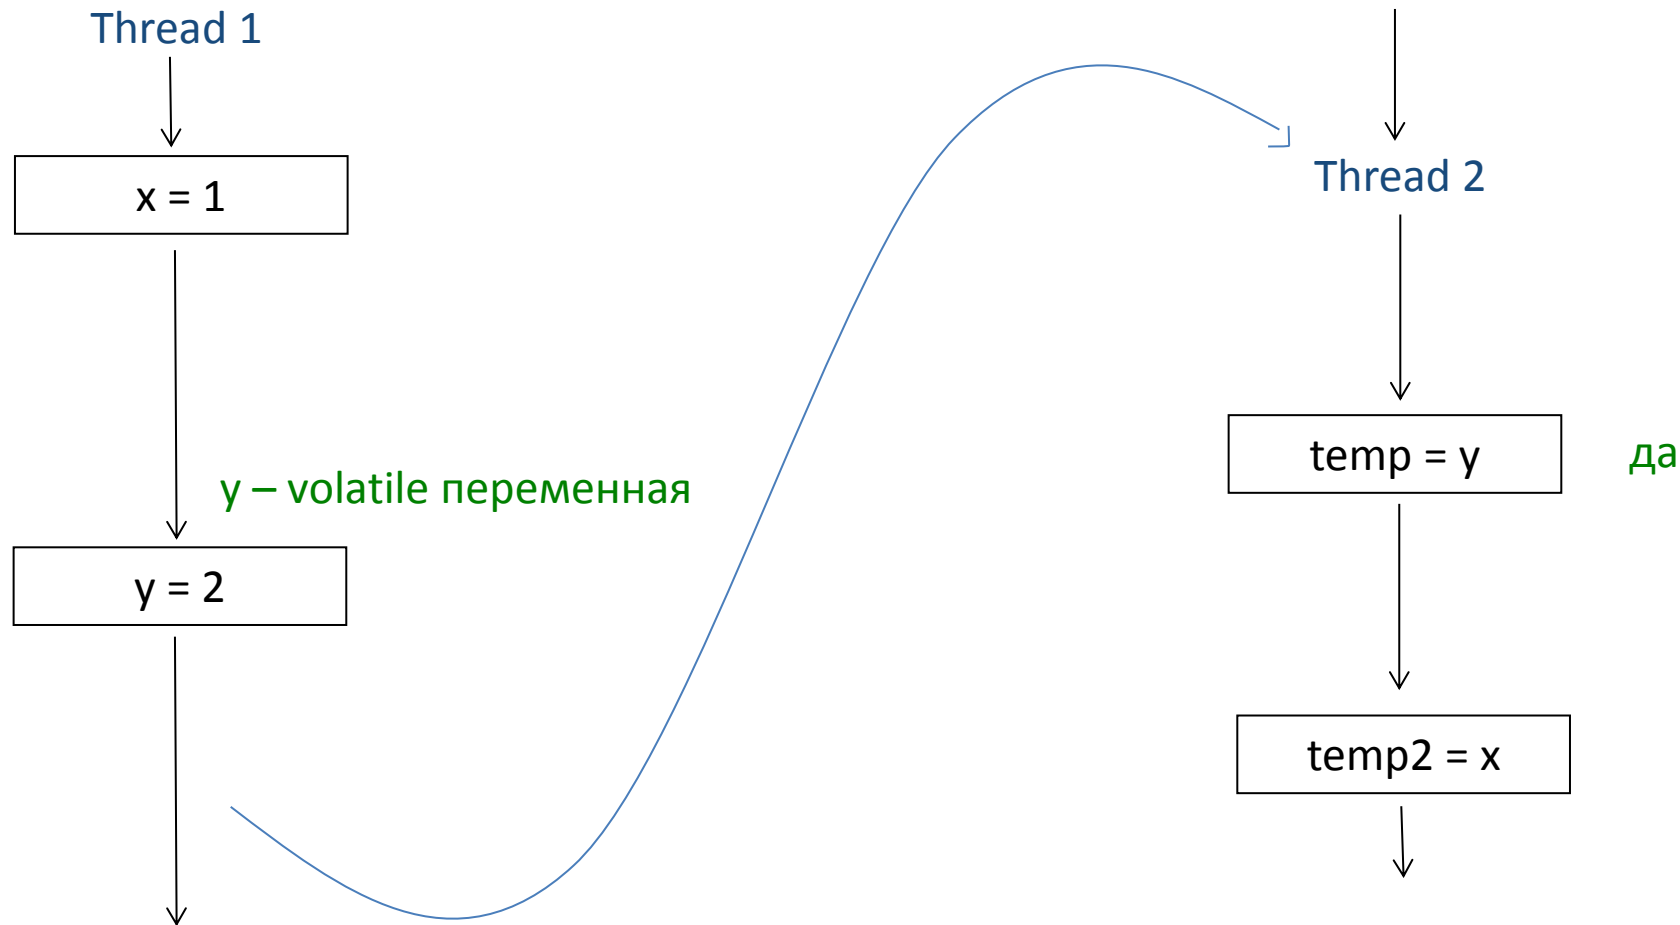 Thread 1
x = 1
y – volatile переменная
y = 2
Thread 2
temp = y
да
temp2 = x